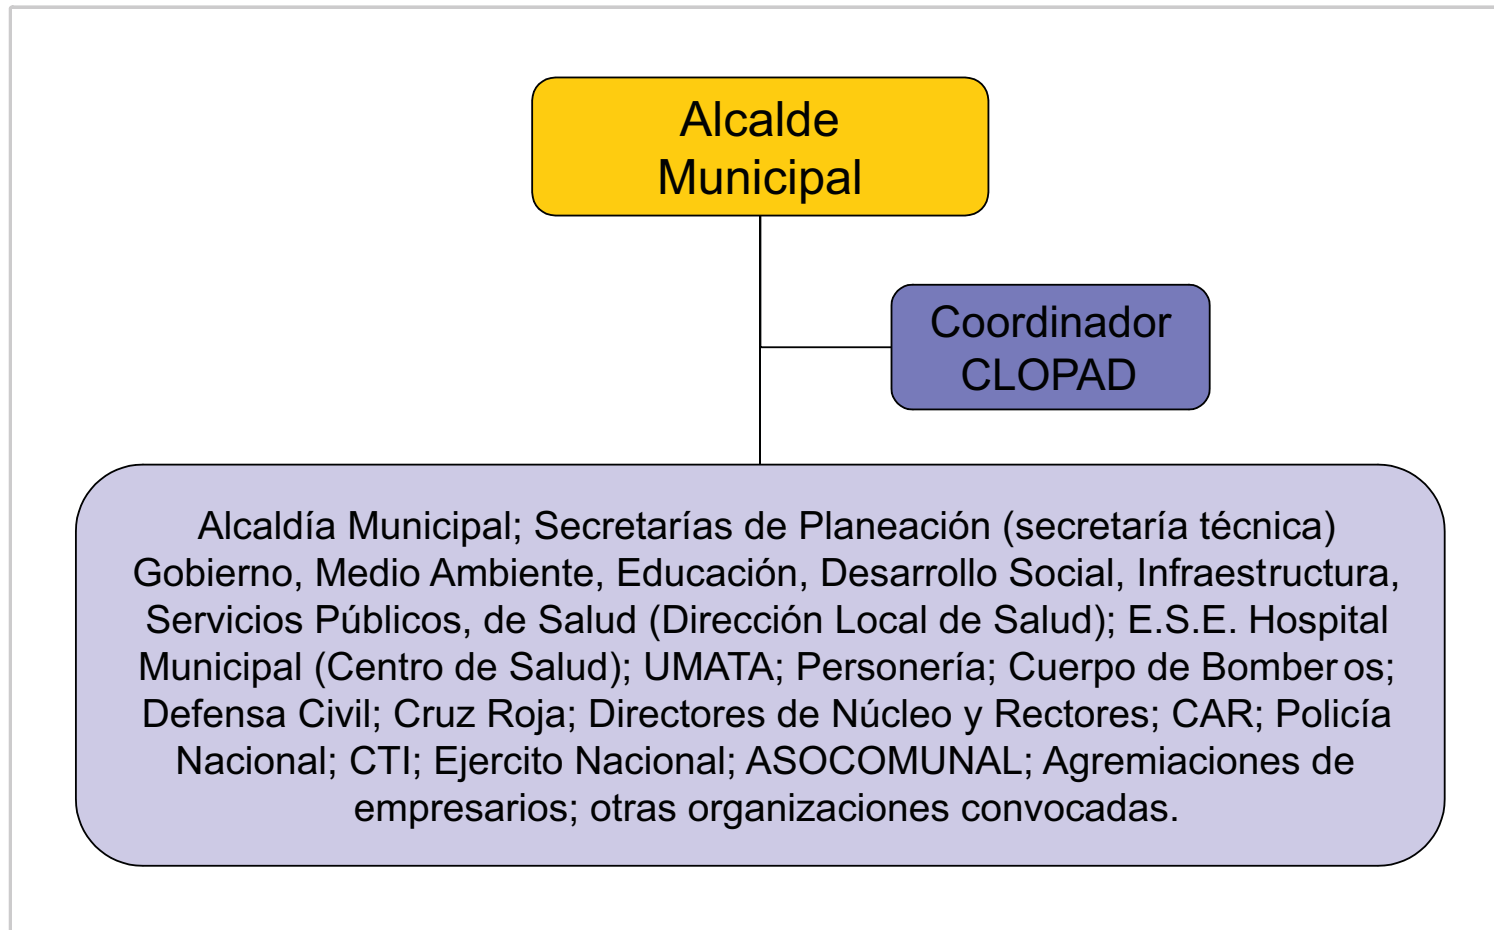 Alcalde
Municipal
Coordinador
CLOPAD
Alcaldía Municipal; Secretarías de Planeación (secretaría técnica)
Gobierno, Medio Ambiente, Educación, Desarrollo Social, Infraestructura,
Servicios Públicos, de Salud (Dirección Local de Salud); E.S.E. Hospital
Municipal (Centro de Salud); UMATA; Personería; Cuerpo de Bomberos;
Defensa Civil; Cruz Roja; Directores de Núcleo y Rectores; CAR; Policía
Nacional; CTI; Ejercito Nacional; ASOCOMUNAL; Agremiaciones de
empresarios; otras organizaciones convocadas.